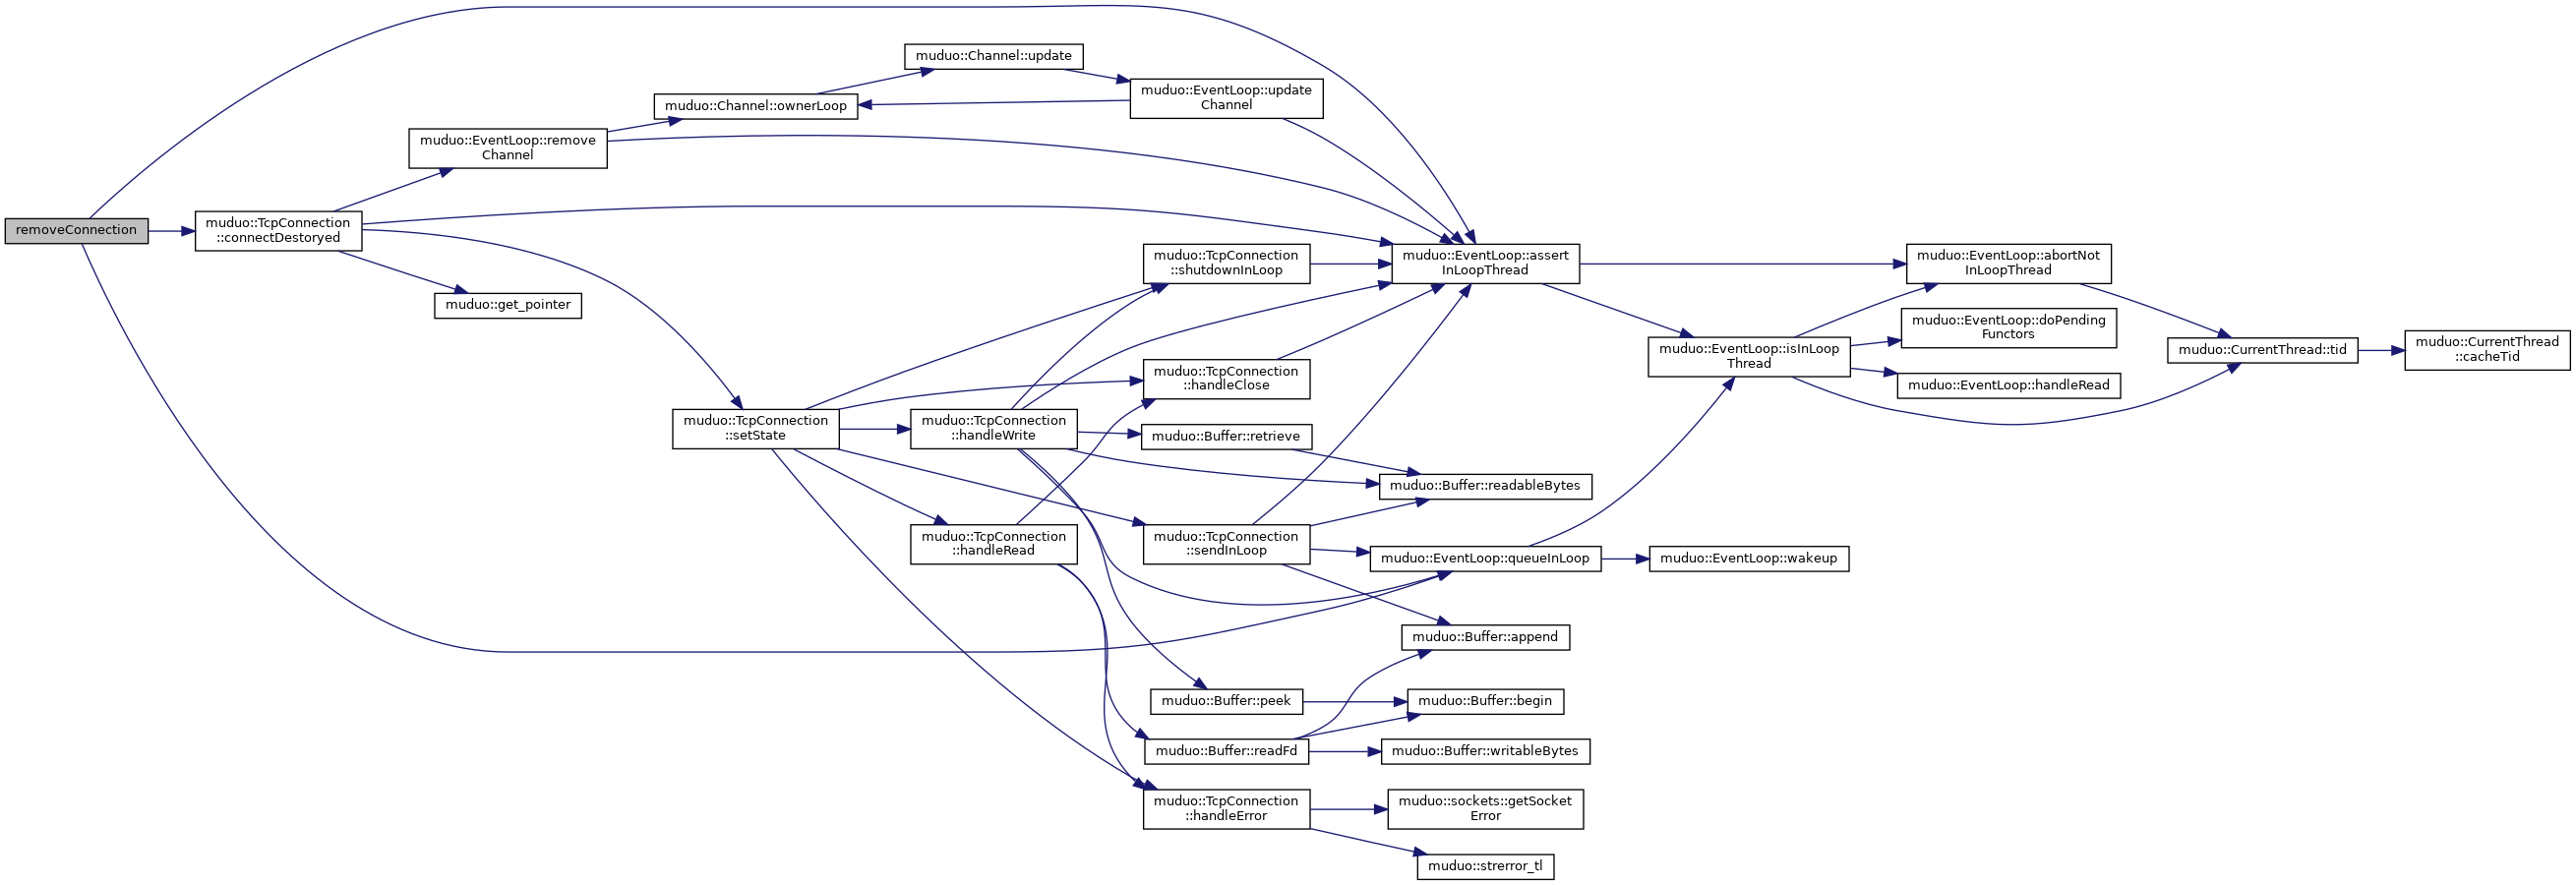 removeConnection
muduo::TcpConnection
::connectDestoryed
muduo::EventLoop::remove
Channel
muduo::get_pointer
muduo::Channel::ownerLoop
muduo::Channel::update
muduo::EventLoop::update
Channel
muduo::TcpConnection
::setState
muduo::TcpConnection
::handleWrite
muduo::TcpConnection
::handleRead
muduo::TcpConnection
::shutdownInLoop
muduo::TcpConnection
::handleClose
muduo::Buffer::retrieve
muduo::TcpConnection
::sendInLoop
muduo::Buffer::peek
muduo::Buffer::readFd
muduo::TcpConnection
::handleError
muduo::EventLoop::assert
InLoopThread
muduo::Buffer::readableBytes
muduo::EventLoop::queueInLoop
muduo::Buffer::append
muduo::Buffer::begin
muduo::Buffer::writableBytes
muduo::sockets::getSocket
Error
muduo::strerror_tl
muduo::EventLoop::isInLoop
Thread
muduo::EventLoop::wakeup
muduo::EventLoop::abortNot
InLoopThread
muduo::EventLoop::doPending
Functors
muduo::EventLoop::handleRead
muduo::CurrentThread::tid
muduo::CurrentThread
::cacheTid